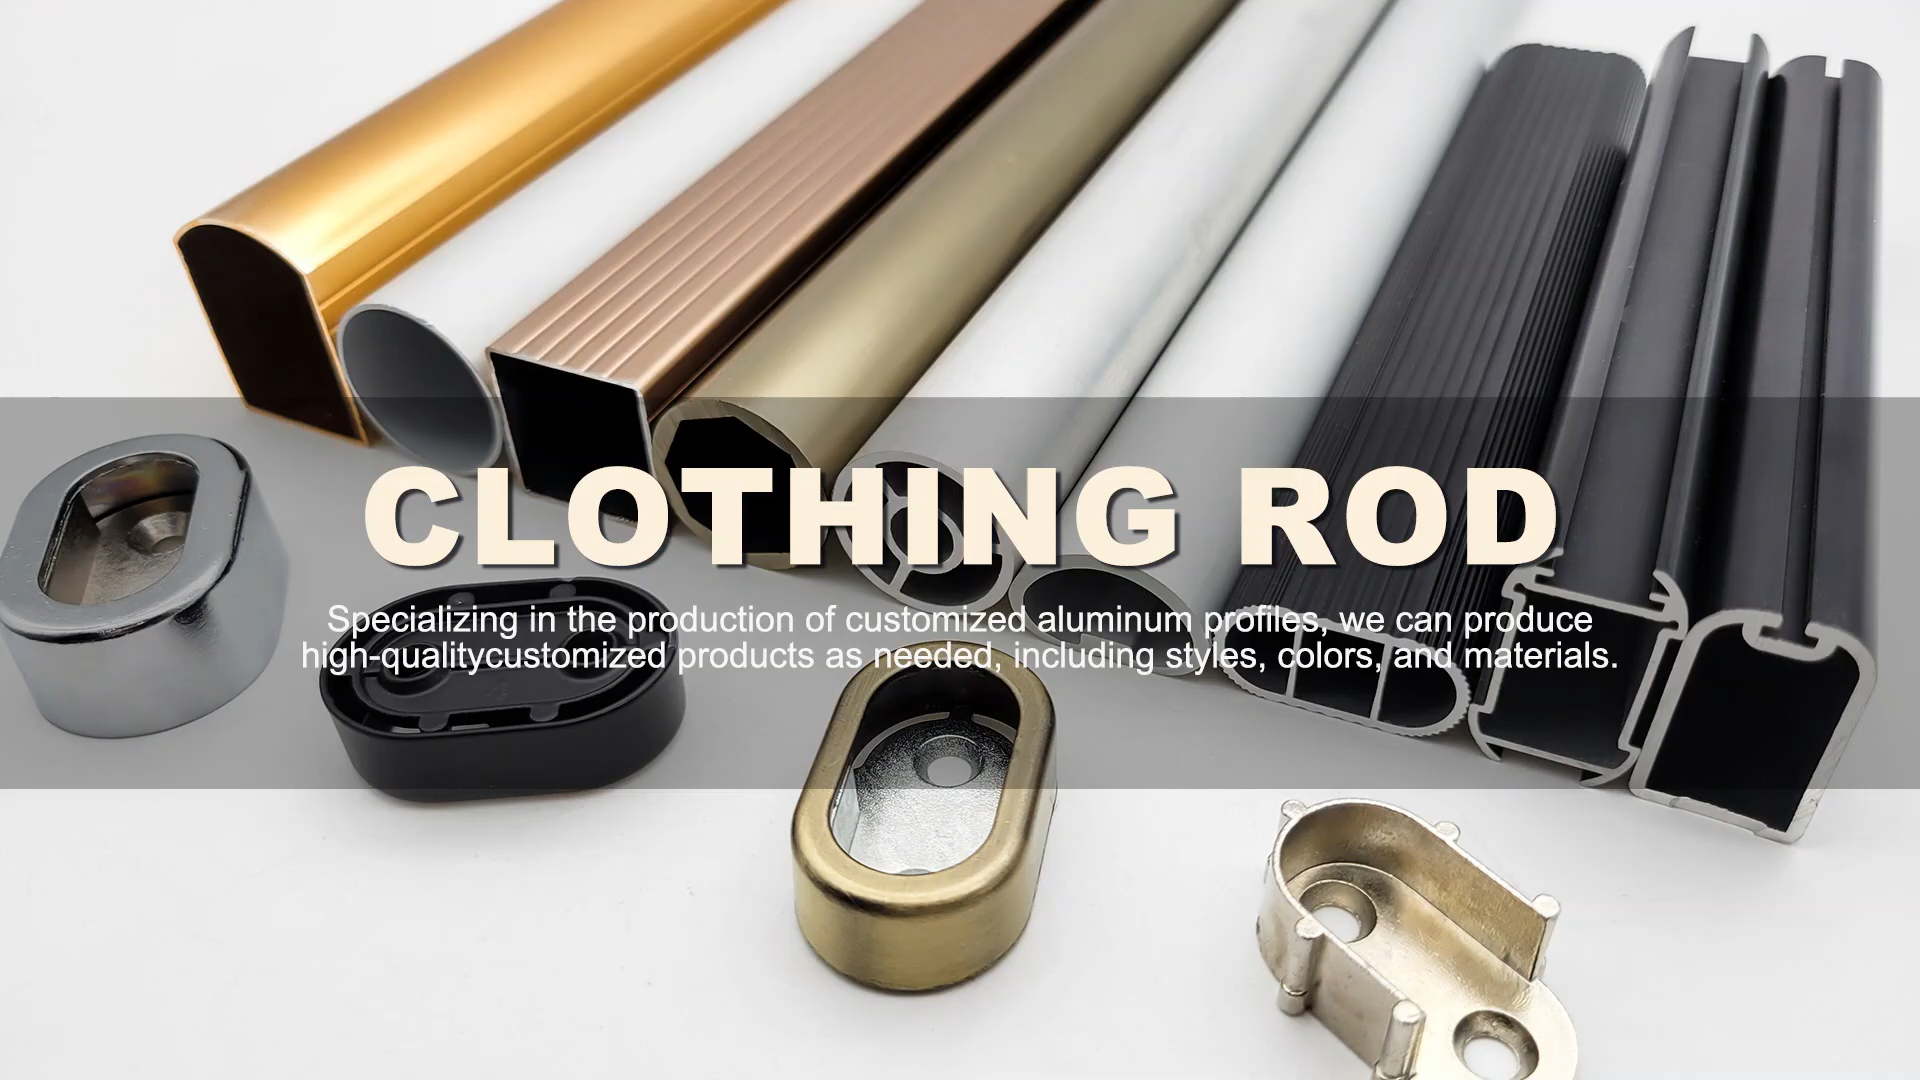 CLOTHING ROD
Specializing in the production of customized aluminum profiles, we can produce
high-qualitycustomized products as needed, including styles, colors, and materials.